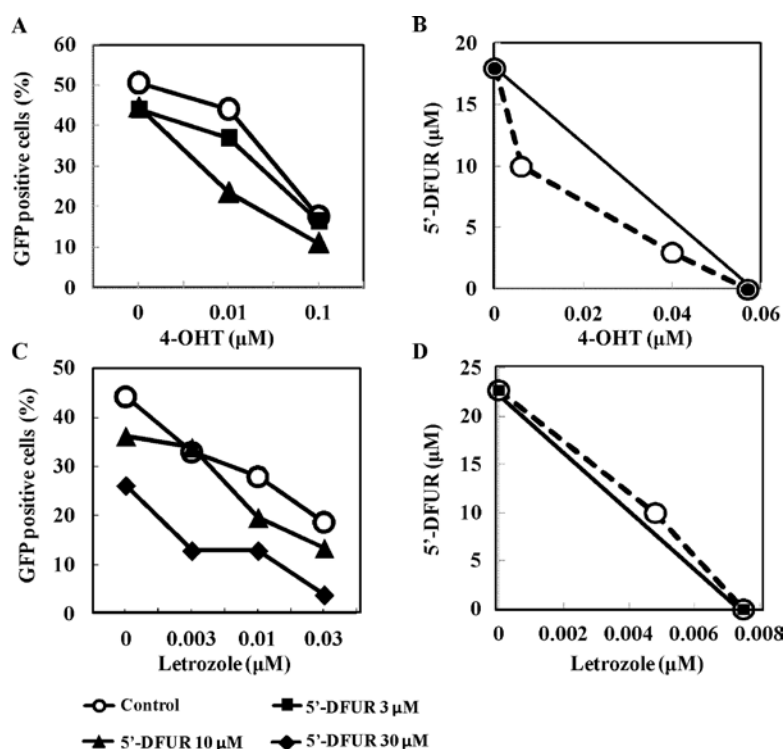 A
GFP positive cells (%)
60
50
40
30
20
10
0
0 0.01 0.1
4-OHT (µM)
B
5’-DFUR (µM)
20
15
10
5
0
0 0.02 0.04 0.06
4-OHT (µM)
C
GFP positive cells (%)
50
40
30
20
10
0
0 0.003 0.01 0.03
Letrozole (µM)
D
5’-DFUR (µM)
25
20
15
10
5
0
0 0.002 0.004 0.006 0.008
Letrozole (µM)
Control
5’-DFUR 3 µM
5’-DFUR 10 µM
5’-DFUR 30 µM